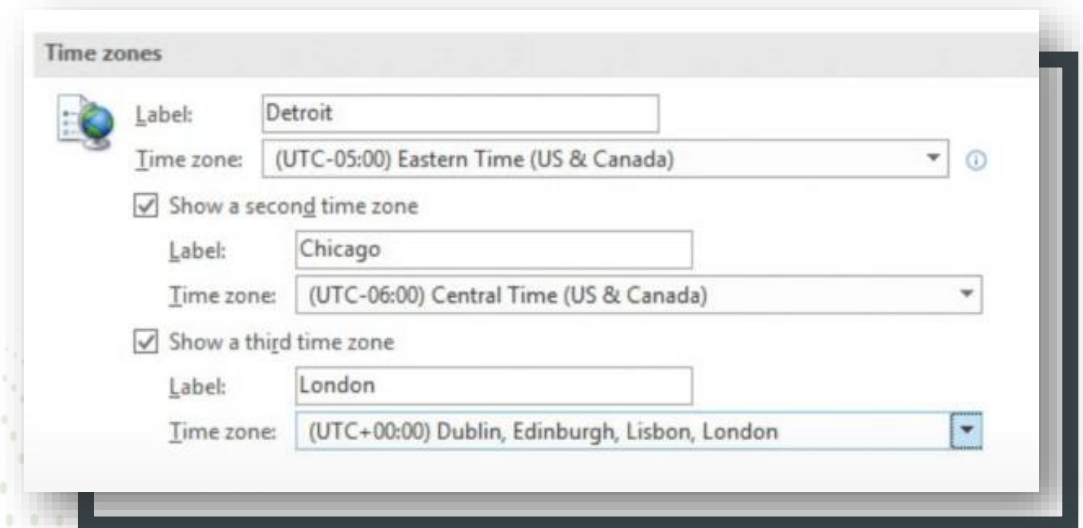 Time zones
Label: Detroit
Time zone: (UTC-05:00) Eastern Time (US & Canada)
Show a second time zone
Label: Chicago
Time zone: (UTC-06:00) Central Time (US & Canada)
Show a third time zone
Label: London
Time zone: (UTC+00:00) Dublin, Edinburgh, Lisbon, London